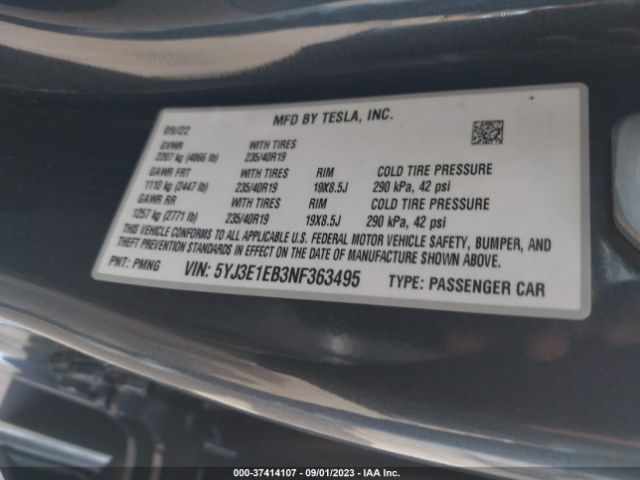 MFD BY TESLA, INC.
09/22
GVWR WITH TIRES
2207 kg (4866 lb) 235/40R19
GAWR FRT WITH TIRES RIM COLD TIRE PRESSURE
1110 kg (2447 lb) 235/40R19 19X8.5J 290 kPa, 42 psi
GAWR RR WITH TIRES RIM COLD TIRE PRESSURE
1257 kg (2771 lb) 235/40R19 19X8.5J 290 kPa, 42 psi
THIS VEHICLE CONFORMS TO ALL APPLICABLE U.S. FEDERAL MOTOR VEHICLE SAFETY, BUMPER, AND
THEFT PREVENTION STANDARDS IN EFFECT ON THE DATE OF MANUFACTURE SHOWN ABOVE.
PNT: PMNG VIN: 5YJ3E1EB3NF363495 TYPE: PASSENGER CAR
000-37414107 - 09/01/2023 - IAA Inc.